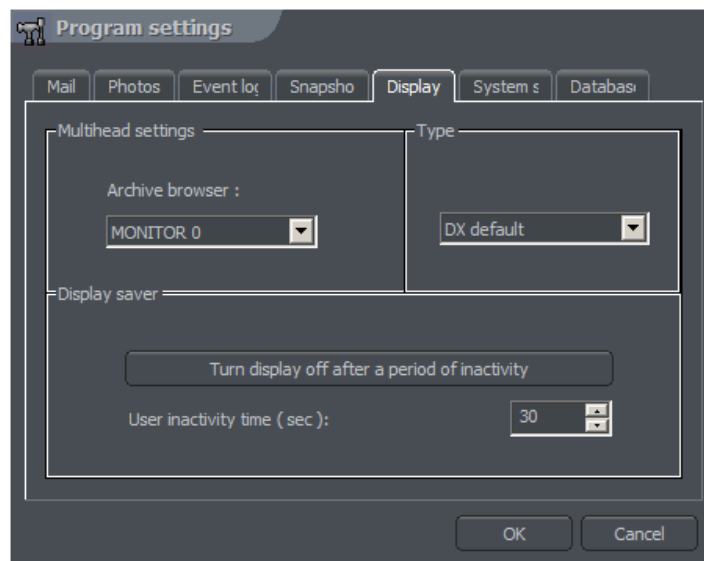 Program settings
Mail Photos Event log Snapsho Display System s Databas
Multihead settings
Type
Archive browser :
MONITOR 0
DX default
Display saver
Turn display off after a period of inactivity
User inactivity time ( sec ):
30
OK
Cancel